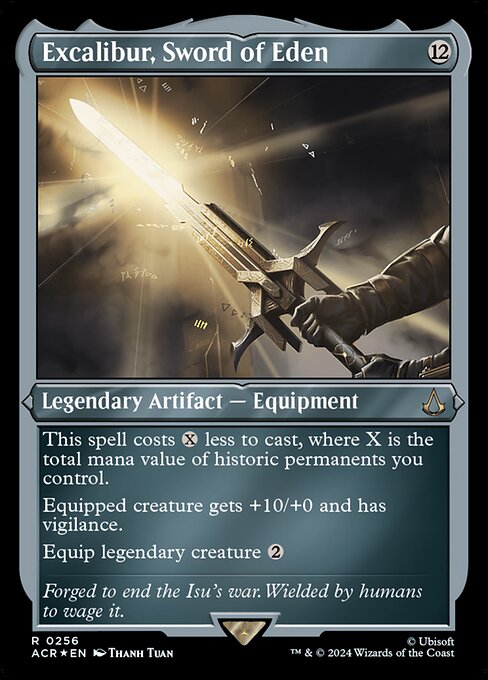 Excalibur, Sword of Eden 12
Legendary Artifact — Equipment
This spell costs X less to cast, where X is the
total mana value of historic permanents you
control.
Equipped creature gets +10/+0 and has
vigilance.
Equip legendary creature 2
Forged to end the Isu's war. Wielded by humans
to wage it.
R 0256
ACR★EN Thanh Tuan
© Ubisoft
™ & © 2024 Wizards of the Coast